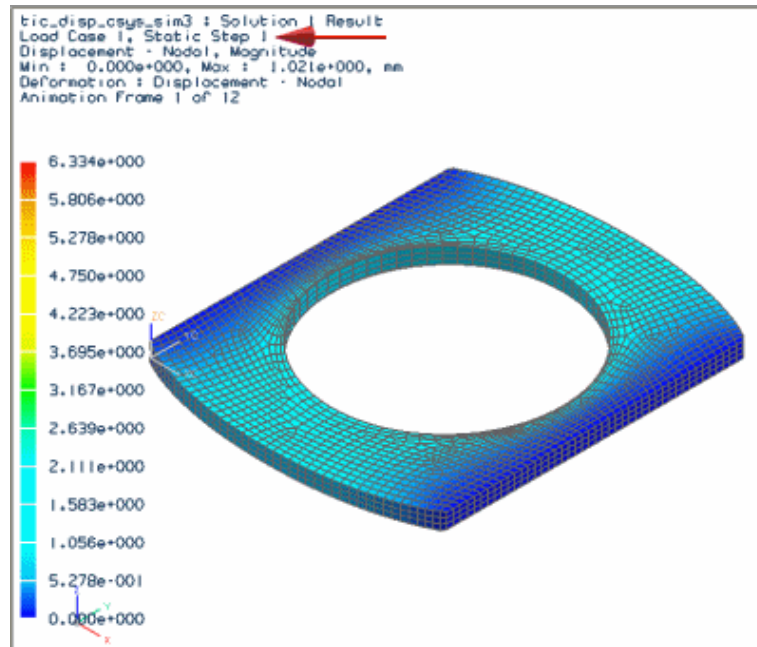 tic_disp_csys_sim3 : Solution 1 Result
Load Case 1, Static Step 1
Displacement - Nodal, Magnitude
Min : 0.000e+000, Max : 1.021e+000, mm
Deformation : Displacement - Nodal
Animation Frame 1 of 12
6.334e+000
5.806e+000
5.278e+000
4.750e+000
4.223e+000
3.695e+000
3.167e+000
2.639e+000
2.111e+000
1.583e+000
1.056e+000
5.278e-001
0.000e+000
ZC
YC
Z
Y
X